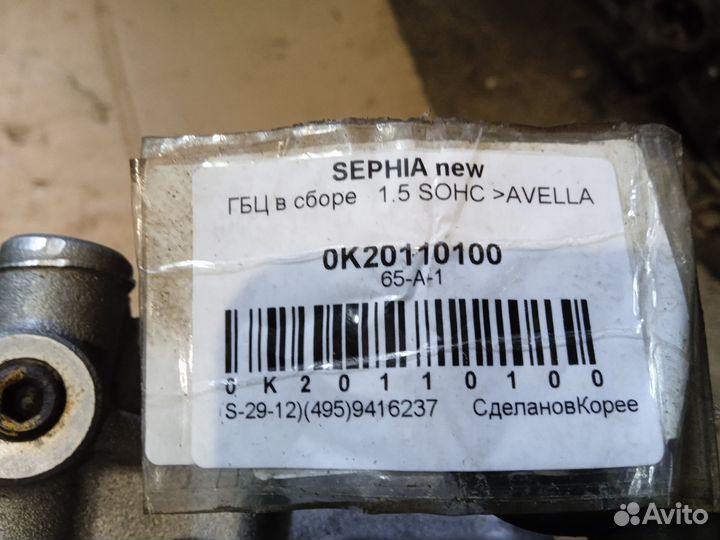 SEPHIA new
ГБЦ в сборе 1.5 SOHC >AVELLA
0K20110100
65-A-1
0K20110100
(S-29-12)(495)9416237 СделановКорее
Avito